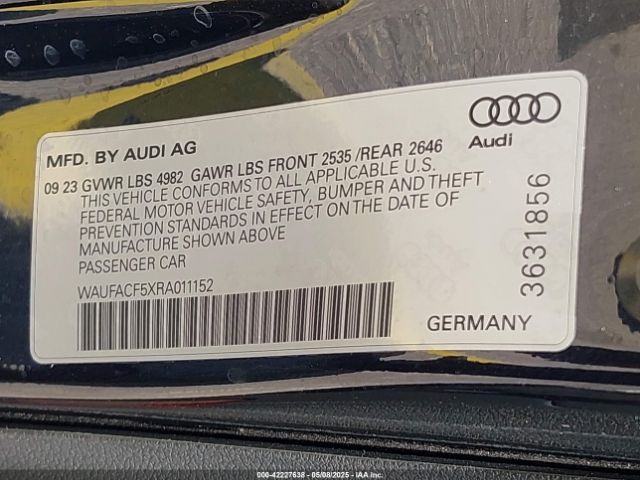 MFD. BY AUDI AG
Audi
09 23 GVWR LBS 4982 GAWR LBS FRONT 2535 /REAR 2646
THIS VEHICLE CONFORMS TO ALL APPLICABLE U.S.
FEDERAL MOTOR VEHICLE SAFETY, BUMPER AND THEFT
PREVENTION STANDARDS IN EFFECT ON THE DATE OF
MANUFACTURE SHOWN ABOVE
PASSENGER CAR
WAUFACF5XRA011152
GERMANY
3631856
000-42227638 - 05/08/2025 - IAA Inc.